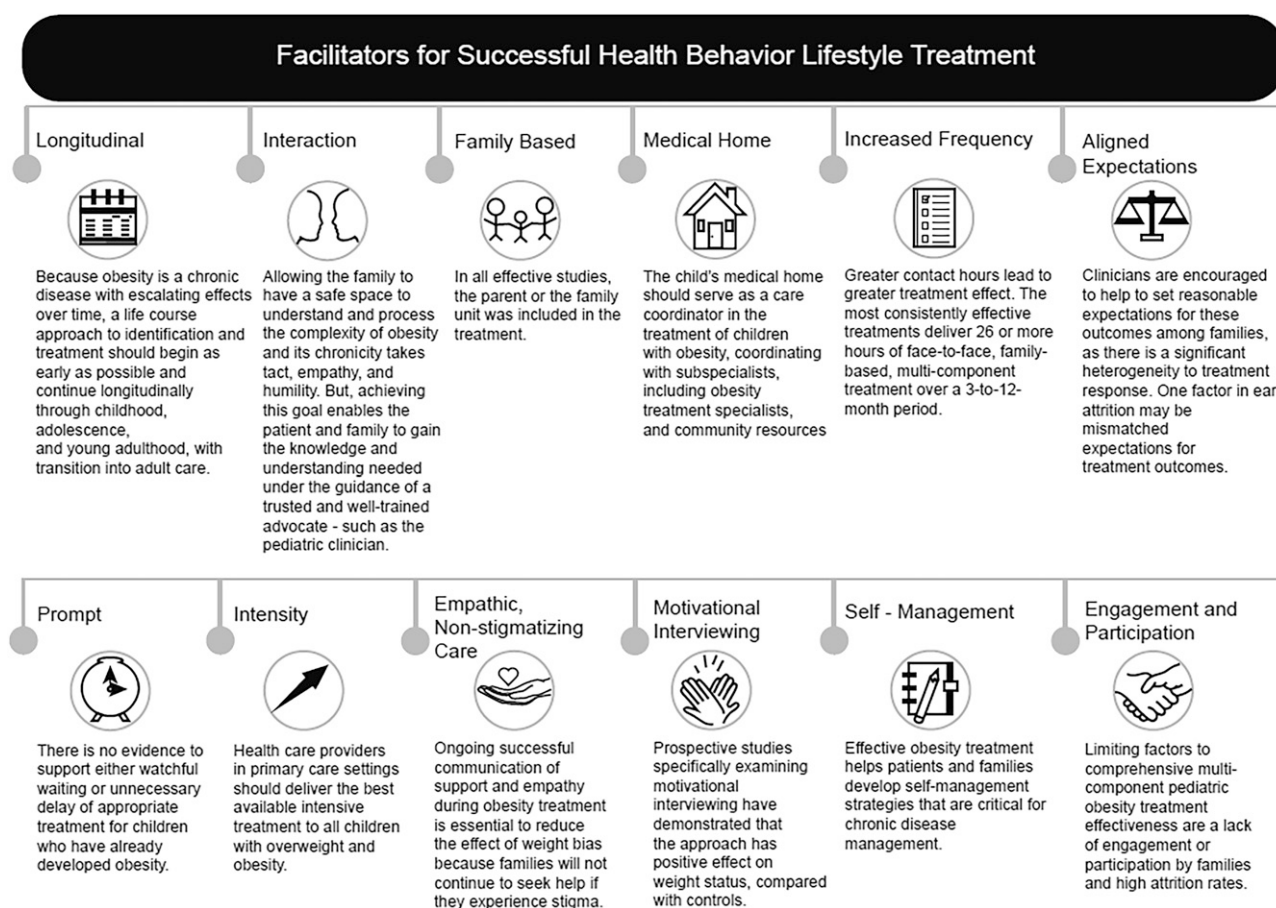 Facilitators for Successful Health Behavior Lifestyle Treatment
Longitudinal
Because obesity is a chronic
disease with escalating effects
over time, a life course
approach to identification and
treatment should begin as
early as possible and
continue longitudinally
through childhood,
adolescence,
and young adulthood, with
transition into adult care.
Interaction
Allowing the family to
have a safe space to
understand and process
the complexity of obesity
and its chronicity takes
tact, empathy, and
humility. But, achieving
this goal enables the
patient and family to gain
the knowledge and
understanding needed
under the guidance of a
trusted and well-trained
advocate - such as the
pediatric clinician.
Family Based
In all effective studies,
the parent or the family
unit was included in the
treatment.
Medical Home
The child's medical home
should serve as a care
coordinator in the
treatment of children
with obesity, coordinating
with subspecialists,
including obesity
treatment specialists,
and community resources
Increased Frequency
Greater contact hours lead to
greater treatment effect. The
most consistently effective
treatments deliver 26 or more
hours of face-to-face, family-
based, multi-component
treatment over a 3-to-12-
month period.
Aligned
Expectations
Clinicians are encouraged
to help to set reasonable
expectations for these
outcomes among families,
as there is a significant
heterogeneity to treatment
response. One factor in ear
attrition may be
mismatched
expectations for
treatment outcomes.
Prompt
There is no evidence to
support either watchful
waiting or unnecessary
delay of appropriate
treatment for children
who have already
developed obesity.
Intensity
Health care providers
in primary care settings
should deliver the best
available intensive
treatment to all children
with overweight and
obesity.
Empathic,
Non-stigmatizing
Care
Ongoing successful
communication of
support and empathy
during obesity treatment
is essential to reduce
the effect of weight bias
because families will not
continue to seek help if
they experience stigma.
Motivational
Interviewing
Prospective studies
specifically examining
motivational
interviewing have
demonstrated that
the approach has
positive effect on
weight status, compared
with controls.
Self - Management
Effective obesity treatment
helps patients and families
develop self-management
strategies that are critical for
chronic disease
management.
Engagement and
Participation
Limiting factors to
comprehensive multi-
component pediatric
obesity treatment
effectiveness are a lack
of engagement or
participation by families
and high attrition rates.